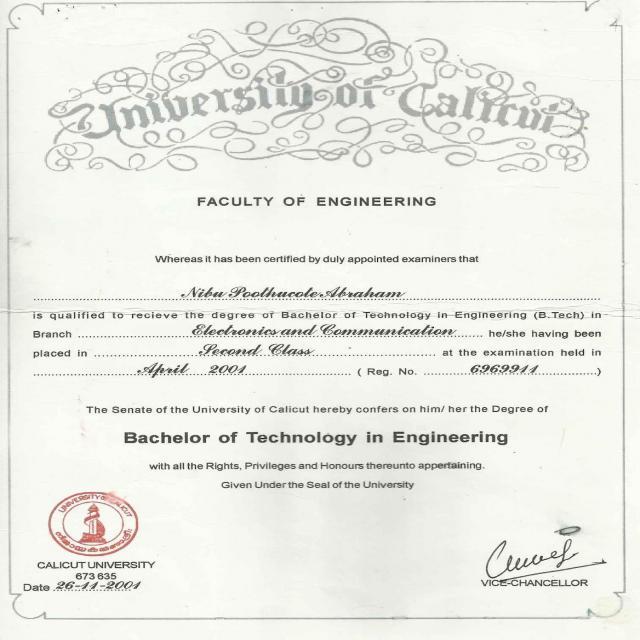 University of Calicut
FACULTY OF ENGINEERING
Whereas it has been certified by duly appointed examiners that
Nibu Poothucote Abraham
is qualified to recieve the degree of Bachelor of Technology in Engineering (B.Tech) in
Branch Electronics and Communication he/she having been
placed in Second Class at the examination held in
April 2001 ( Reg. No. 6969911 )
The Senate of the University of Calicut hereby confers on him/ her the Degree of
Bachelor of Technology in Engineering
with all the Rights, Privileges and Honours thereunto appertaining.
Given Under the Seal of the University
UNIVERSITY OF CALICUT
CALICUT UNIVERSITY
673 635
Date 26-11-2001
VICE-CHANCELLOR